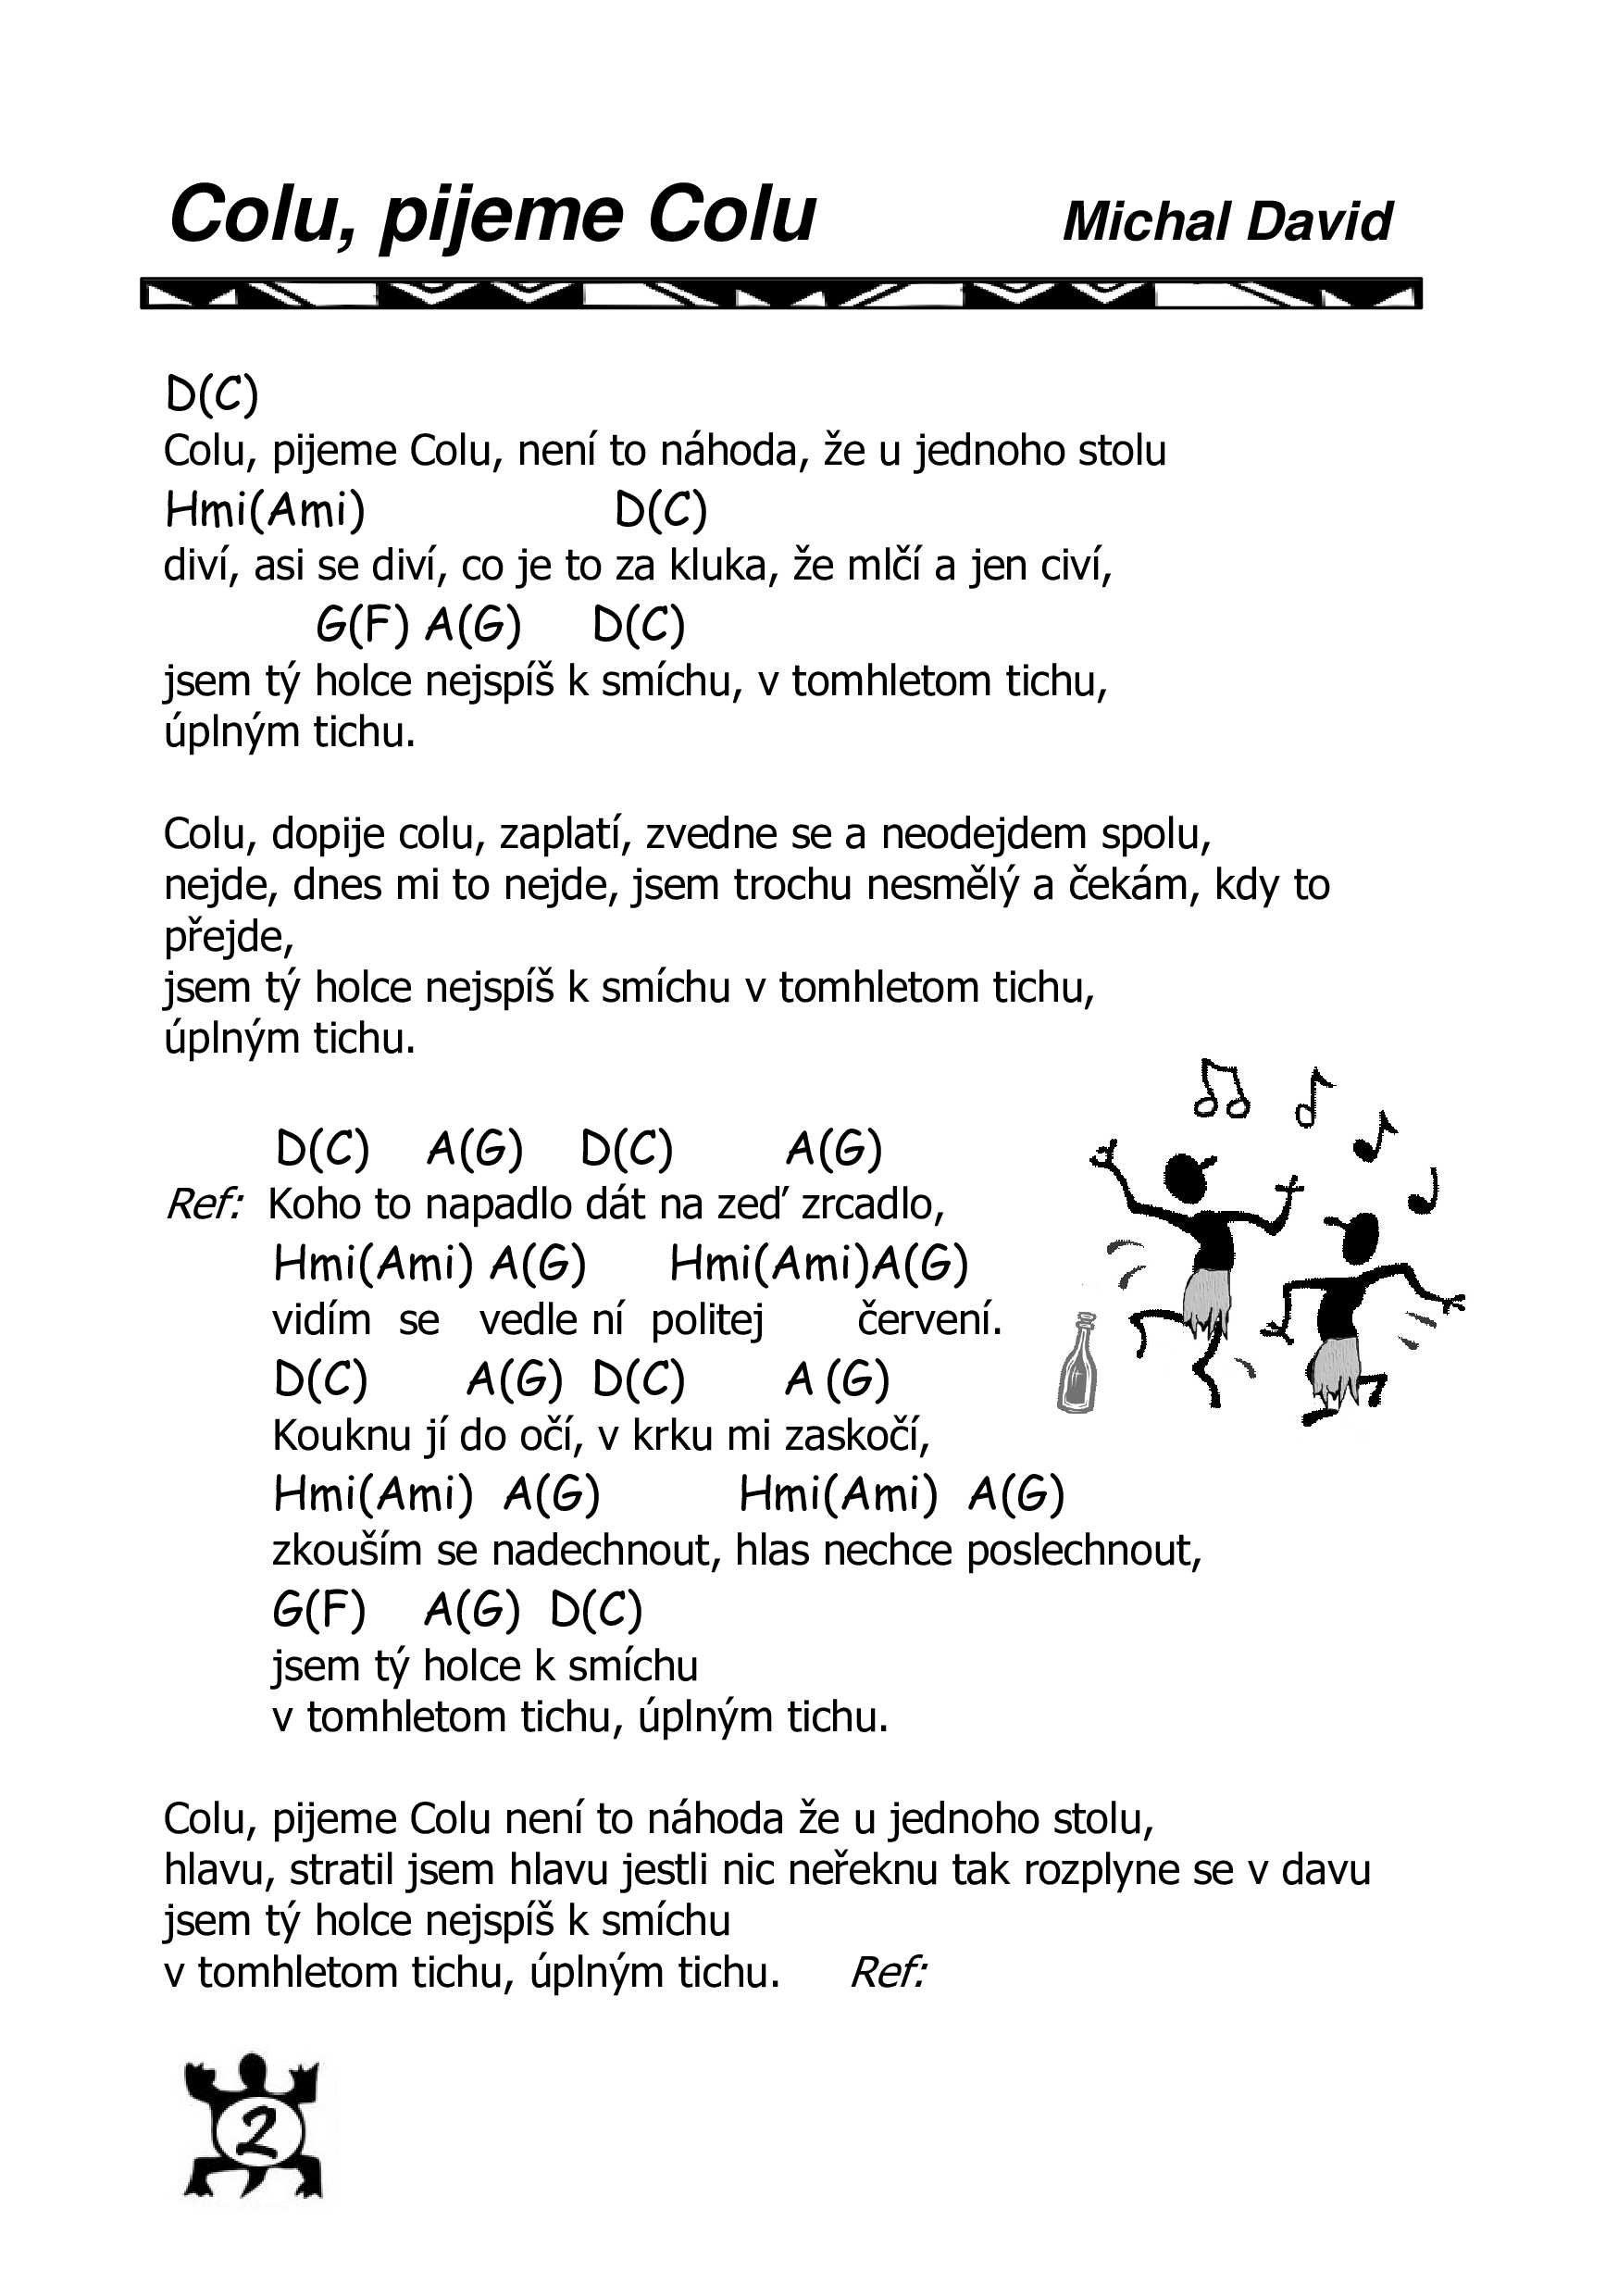 Colu, pijeme Colu Michal David
D(C)
Colu, pijeme Colu, není to náhoda, že u jednoho stolu
Hmi(Ami) D(C)
diví, asi se diví, co je to za kluka, že mlčí a jen civí,
G(F) A(G) D(C)
jsem tý holce nejspíš k smíchu, v tomhletom tichu,
úplným tichu.
Colu, dopije colu, zaplatí, zvedne se a neodejdem spolu,
nejde, dnes mi to nejde, jsem trochu nesmělý a čekám, kdy to
přejde,
jsem tý holce nejspíš k smíchu v tomhletom tichu,
úplným tichu.
D(C) A(G) D(C) A(G)
Ref: Koho to napadlo dát na zeď zrcadlo,
Hmi(Ami) A(G) Hmi(Ami)A(G)
vidím se vedle ní politej červení.
D(C) A(G) D(C) A (G)
Kouknu jí do očí, v krku mi zaskočí,
Hmi(Ami) A(G) Hmi(Ami) A(G)
zkouším se nadechnout, hlas nechce poslechnout,
G(F) A(G) D(C)
jsem tý holce k smíchu
v tomhletom tichu, úplným tichu.
Colu, pijeme Colu není to náhoda že u jednoho stolu,
hlavu, stratil jsem hlavu jestli nic neřeknu tak rozplyne se v davu
jsem tý holce nejspíš k smíchu
v tomhletom tichu, úplným tichu. Ref:
2